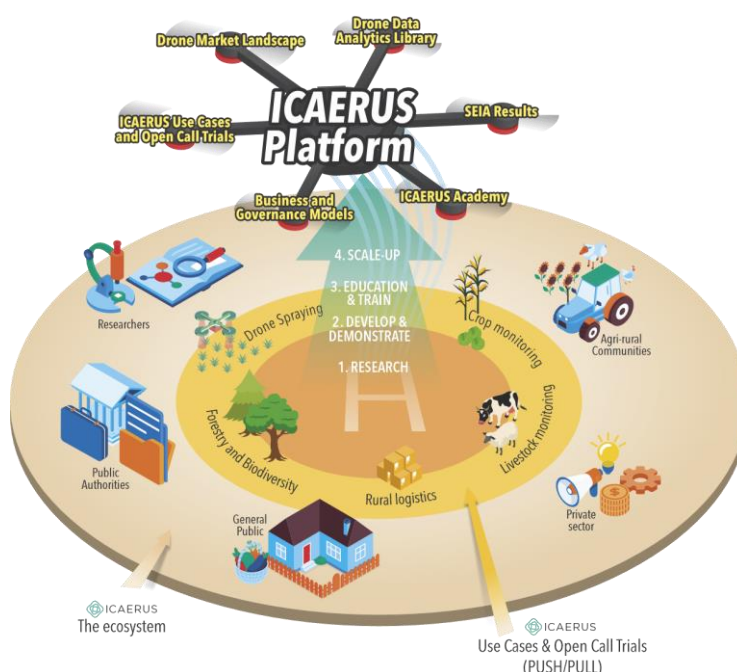 Drone Market Landscape
Drone Data
Analytics Library
ICAERUS
Platform
ICAERUS Use Cases
and Open Call Trials
SEIA Results
Business and
Governance Models
ICAERUS Academy
4. SCALE-UP
3. EDUCATION
& TRAIN
2. DEVELOP &
DEMONSTRATE
1. RESEARCH
Researchers
Drone Spraying
Crop monitoring
Agri-rural
Communities
Public
Authorities
Forestry and Biodiversity
Rural logistics
Livestock monitoring
Private
sector
General
Public
H
ICAERUS
The ecosystem
ICAERUS
Use Cases & Open Call Trials
(PUSH/PULL)